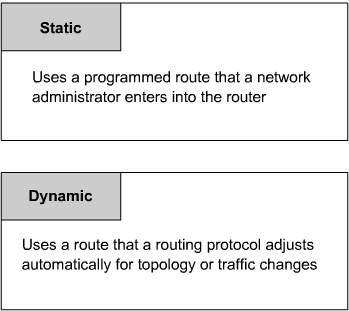 Static
Uses a programmed route that a network
administrator enters into the router
Dynamic
Uses a route that a routing protocol adjusts
automatically for topology or traffic changes